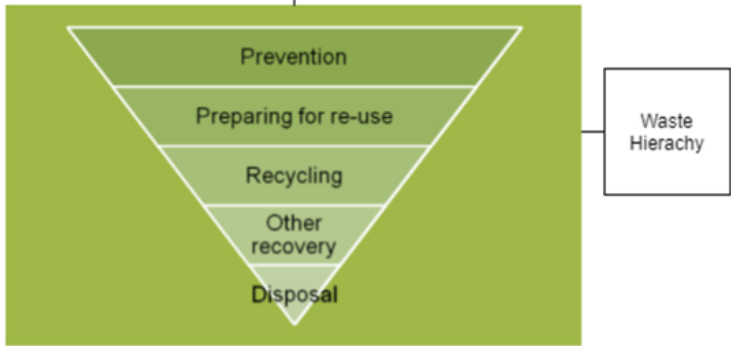 Prevention
Preparing for re-use
Recycling
Other
recovery
Disposal
Waste
Hierachy